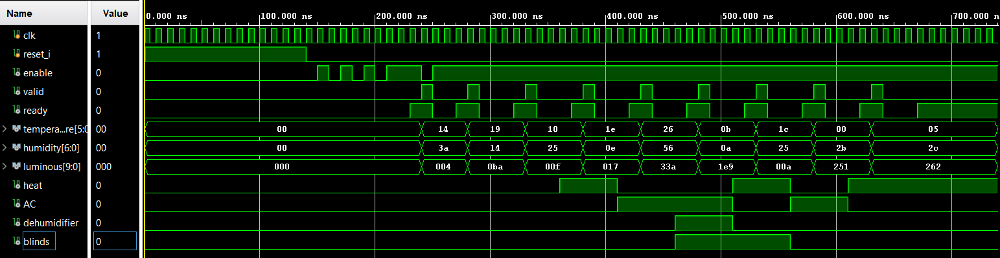 Name Value 0.000 ns 100.000 ns 200.000 ns 300.000 ns 400.000 ns 500.000 ns 600.000 ns 700.000 ns
clk 1
reset_i 1
enable 0
valid 0
ready 0
tempera...re[5:0 00 00 14 19 10 1e 26 0b 1c 00 05
humidity[6:0] 00 00 3a 14 25 0e 56 0a 25 2b 2c
luminous[9:0] 000 000 004 0ba 00f 017 33a 1e9 00a 251 262
heat 0
AC 0
dehumidifier 0
blinds 0